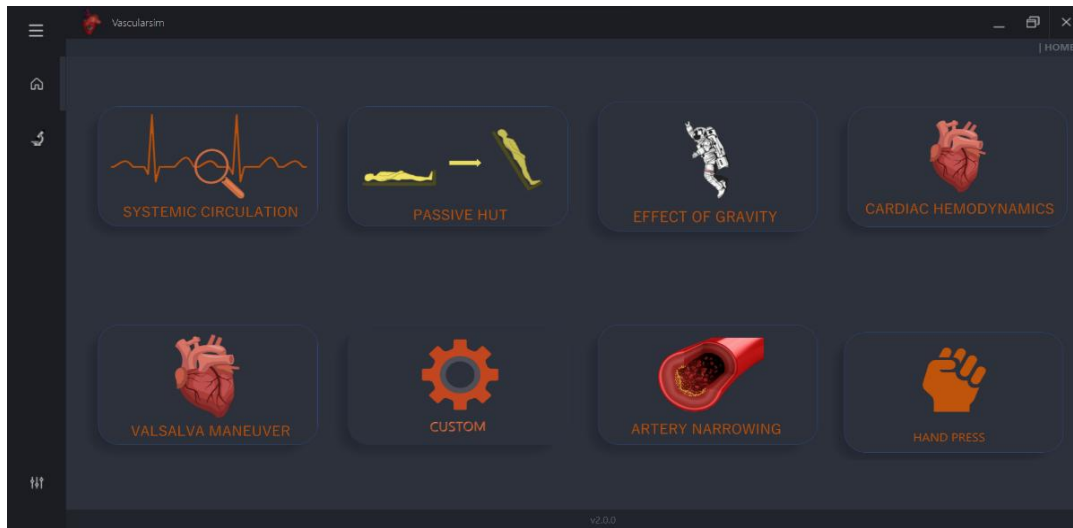 Vascularsim
| HOME
SYSTEMIC CIRCULATION
PASSIVE HUT
EFFECT OF GRAVITY
CARDIAC HEMODYNAMICS
VALSALVA MANEUVER
CUSTOM
ARTERY NARROWING
HAND PRESS
v2.0.0